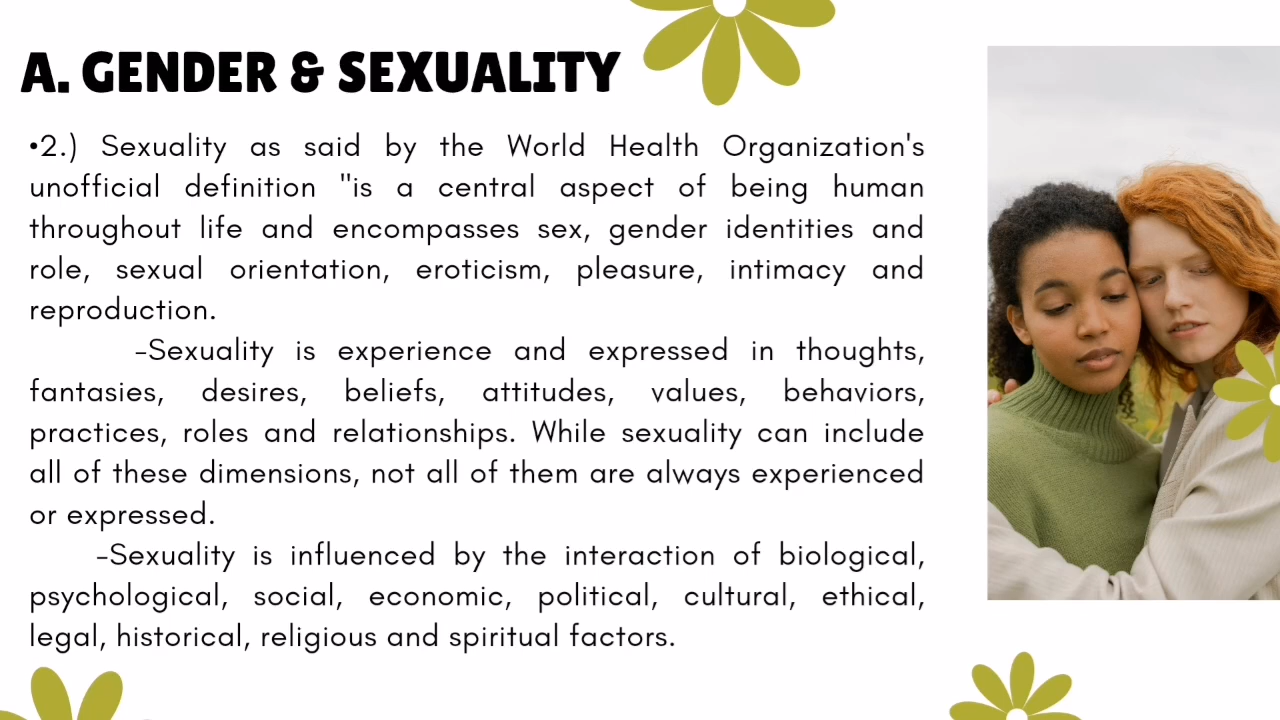 A. GENDER & SEXUALITY
•2.) Sexuality as said by the World Health Organization's
unofficial definition "is a central aspect of being human
throughout life and encompasses sex, gender identities and
role, sexual orientation, eroticism, pleasure, intimacy and
reproduction.
-Sexuality is experience and expressed in thoughts,
fantasies, desires, beliefs, attitudes, values, behaviors,
practices, roles and relationships. While sexuality can include
all of these dimensions, not all of them are always experienced
or expressed.
-Sexuality is influenced by the interaction of biological,
psychological, social, economic, political, cultural, ethical,
legal, historical, religious and spiritual factors.